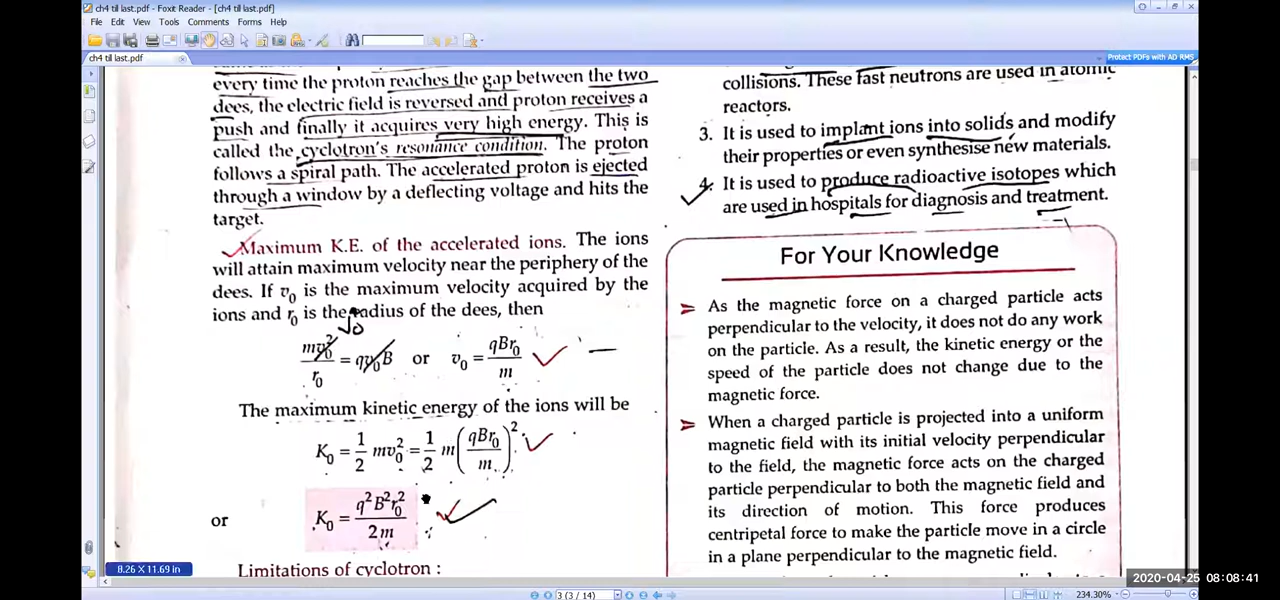 ch4 till last.pdf - Foxit Reader - [ch4 till last.pdf]
File Edit View Tools Comments Forms Help
ch4 till last.pdf
Protect PDFs with AD RMS
every time the proton reaches the gap between the two
dees, the electric field is reversed and proton receives a
push and finally it acquires very high energy. This is
called the cyclotron's resonance condition. The proton
follows a spiral path. The accelerated proton is ejected
through a window by a deflecting voltage and hits the
target.
Maximum K.E. of the accelerated ions. The ions
will attain maximum velocity near the periphery of the
dees. If v₀ is the maximum velocity acquired by the
ions and r₀ is the radius of the dees, then
mv₀²/r₀ = qv₀B or v₀ = qBr₀/m
The maximum kinetic energy of the ions will be
K₀ = 1/2 mv₀² = 1/2 m(qBr₀/m)²
or K₀ = q²B²r₀²/2m
Limitations of cyclotron :
collisions. These fast neutrons are used in atomic
reactors.
3. It is used to implant ions into solids and modify
their properties or even synthesise new materials.
4. It is used to produce radioactive isotopes which
are used in hospitals for diagnosis and treatment.
For Your Knowledge
➢ As the magnetic force on a charged particle acts
perpendicular to the velocity, it does not do any work
on the particle. As a result, the kinetic energy or the
speed of the particle does not change due to the
magnetic force.
➢ When a charged particle is projected into a uniform
magnetic field with its initial velocity perpendicular
to the field, the magnetic force acts on the charged
particle perpendicular to both the magnetic field and
its direction of motion. This force produces
centripetal force to make the particle move in a circle
in a plane perpendicular to the magnetic field.
8.26 X 11.69 in
2020-04-25 08:08:41
3 (3 / 14)
234.30%